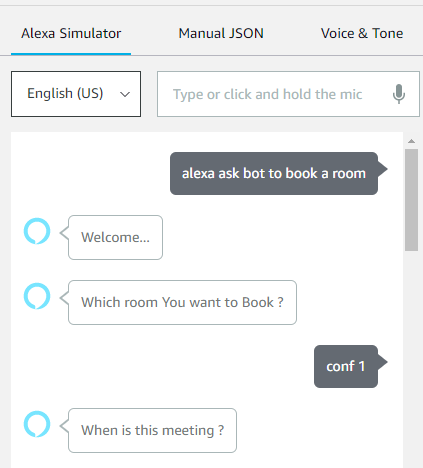 Alexa Simulator Manual JSON Voice & Tone
English (US) Type or click and hold the mic
alexa ask bot to book a room
Welcome...
Which room You want to Book ?
conf 1
When is this meeting ?